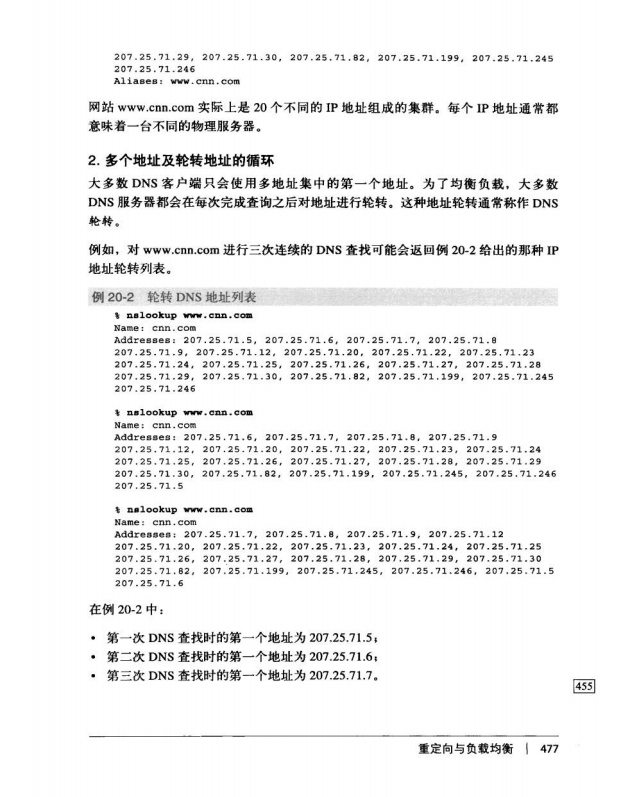 207.25.71.29, 207.25.71.30, 207.25.71.82, 207.25.71.199, 207.25.71.245
207.25.71.246
Aliases: www.cnn.com
网站 www.cnn.com 实际上是 20 个不同的 IP 地址组成的集群。每个 IP 地址通常都
意味着一台不同的物理服务器。
2. 多个地址及轮转地址的循环
大多数 DNS 客户端只会使用多地址集中的第一个地址。为了均衡负载，大多数
DNS 服务器都会在每次完成查询之后对地址进行轮转。这种地址轮转通常称作 DNS
轮转。
例如，对 www.cnn.com 进行三次连续的 DNS 查找可能会返回例 20-2 给出的那种 IP
地址轮转列表。
例 20-2 轮转 DNS 地址列表
% nslookup www.cnn.com
Name: cnn.com
Addresses: 207.25.71.5, 207.25.71.6, 207.25.71.7, 207.25.71.8
207.25.71.9, 207.25.71.12, 207.25.71.20, 207.25.71.22, 207.25.71.23
207.25.71.24, 207.25.71.25, 207.25.71.26, 207.25.71.27, 207.25.71.28
207.25.71.29, 207.25.71.30, 207.25.71.82, 207.25.71.199, 207.25.71.245
207.25.71.246
% nslookup www.cnn.com
Name: cnn.com
Addresses: 207.25.71.6, 207.25.71.7, 207.25.71.8, 207.25.71.9
207.25.71.12, 207.25.71.20, 207.25.71.22, 207.25.71.23, 207.25.71.24
207.25.71.25, 207.25.71.26, 207.25.71.27, 207.25.71.28, 207.25.71.29
207.25.71.30, 207.25.71.82, 207.25.71.199, 207.25.71.245, 207.25.71.246
207.25.71.5
% nslookup www.cnn.com
Name: cnn.com
Addresses: 207.25.71.7, 207.25.71.8, 207.25.71.9, 207.25.71.12
207.25.71.20, 207.25.71.22, 207.25.71.23, 207.25.71.24, 207.25.71.25
207.25.71.26, 207.25.71.27, 207.25.71.28, 207.25.71.29, 207.25.71.30
207.25.71.82, 207.25.71.199, 207.25.71.245, 207.25.71.246, 207.25.71.5
207.25.71.6
在例 20-2 中：
• 第一次 DNS 查找时的第一个地址为 207.25.71.5；
• 第二次 DNS 查找时的第一个地址为 207.25.71.6；
• 第三次 DNS 查找时的第一个地址为 207.25.71.7。
455
重定向与负载均衡 | 477